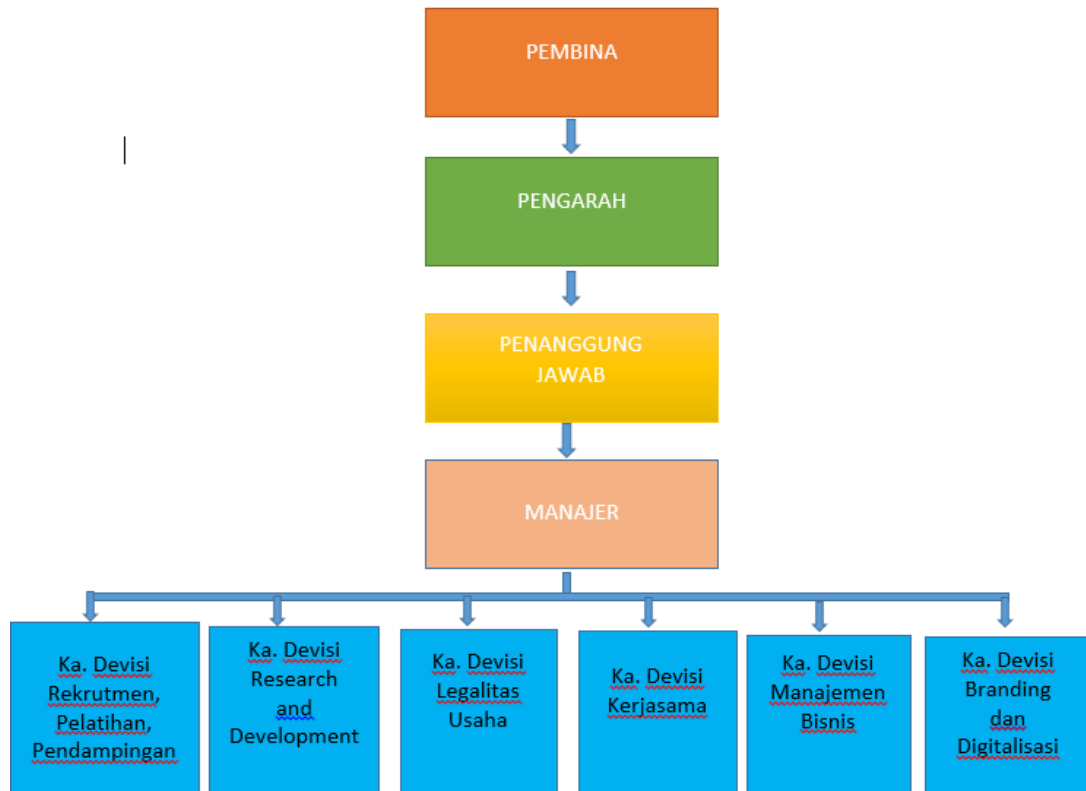 PEMBINA
PENGARAH
PENANGGUNG
JAWAB
MANAJER
Ka. Devisi
Rekrutmen,
Pelatihan,
Pendampingan
Ka. Devisi
Research
and
Development
Ka. Devisi
Legalitas
Usaha
Ka. Devisi
Kerjasama
Ka. Devisi
Manajemen
Bisnis
Ka. Devisi
Branding
dan
Digitalisasi